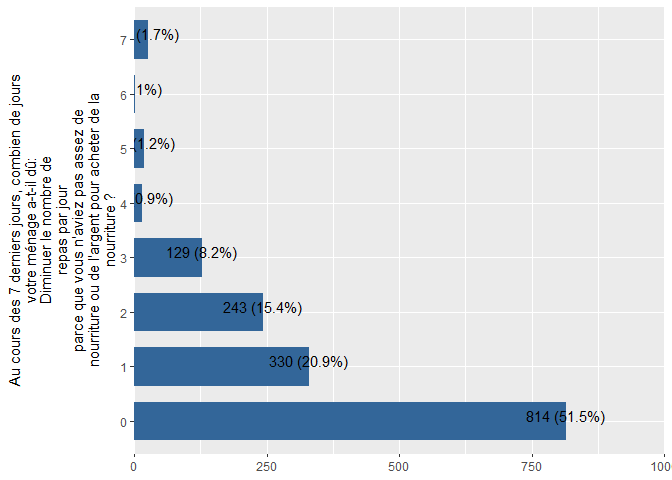 Au cours des 7 derniers jours, combien de jours
votre ménage a-t-il dû:
Diminuer le nombre de
repas par jour
parce que vous n'aviez pas assez de
nourriture ou de l'argent pour acheter de la
nourriture ?
7 (1.7%)
6 1%)
5 (1.2%)
4 0.9%)
3 129 (8.2%)
2 243 (15.4%)
1 330 (20.9%)
0 814 (51.5%)
0 250 500 750 100